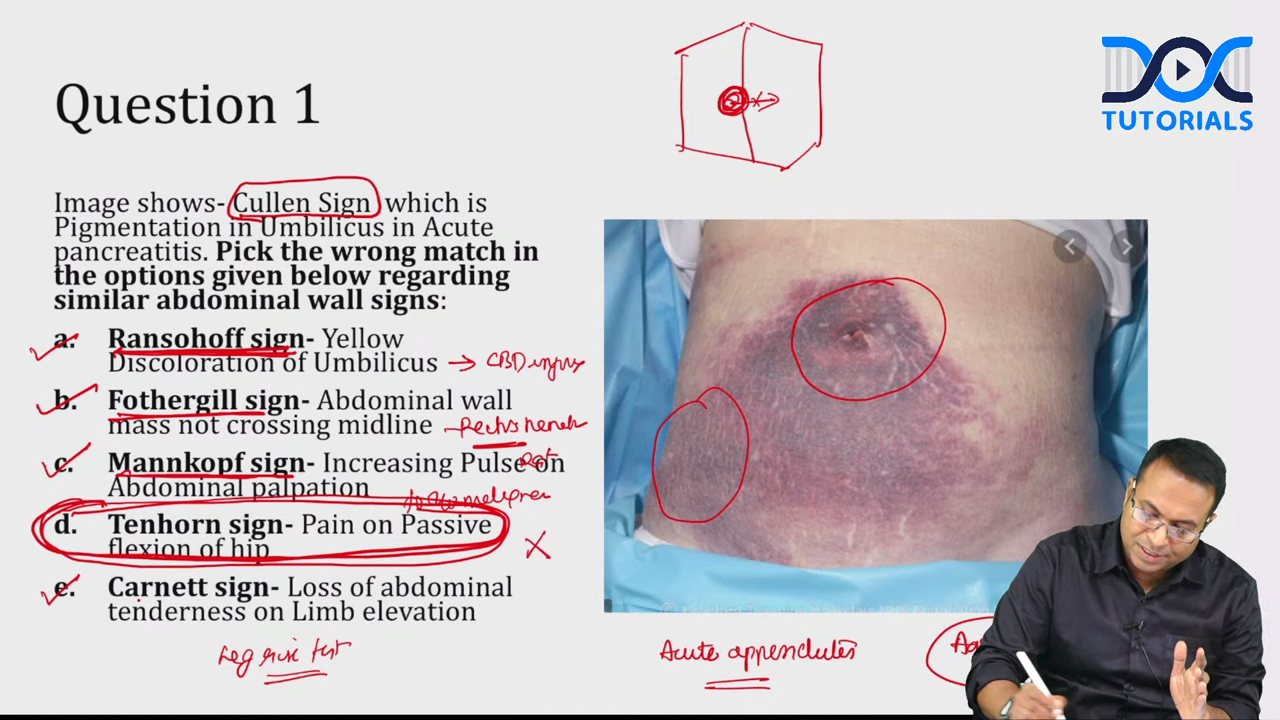 TUTORIALS
Question 1
Image shows- Cullen Sign which is
Pigmentation in Umbilicus in Acute
pancreatitis. Pick the wrong match in
the options given below regarding
similar abdominal wall signs:
a. Ransohoff sign- Yellow
Discoloration of Umbilicus → CBD injury
b. Fothergill sign- Abdominal wall
mass not crossing midline
c. Mannkopf sign- Increasing Pulse on
Abdominal palpation
d. Tenhorn sign- Pain on Passive
flexion of hip
X
e. Carnett sign- Loss of abdominal
tenderness on Limb elevation
Acute